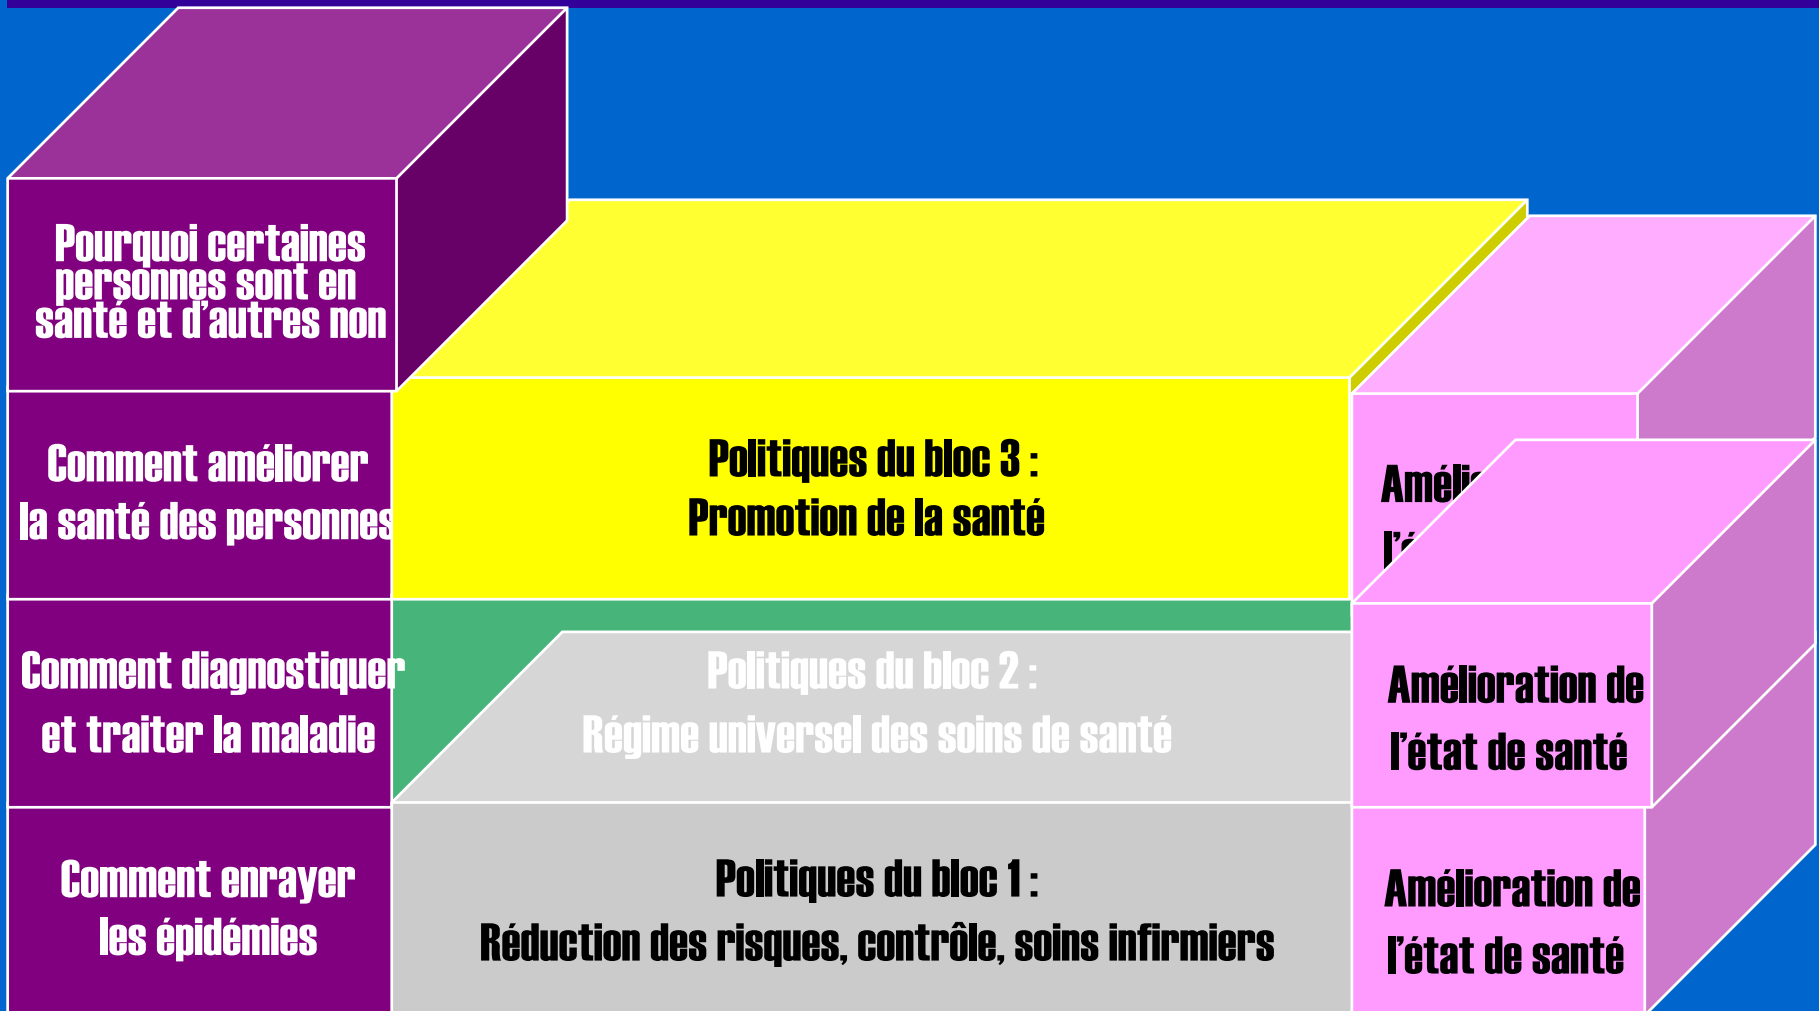 Pourquoi certaines
personnes sont en
santé et d'autres non
Comment améliorer
la santé des personnes
Politiques du bloc 3 :
Promotion de la santé
Comment diagnostiquer
et traiter la maladie
Politiques du bloc 2 :
Régime universel des soins de santé
Amélioration de
l'état de santé
Comment enrayer
les épidémies
Politiques du bloc 1 :
Réduction des risques, contrôle, soins infirmiers
Amélioration de
l'état de santé